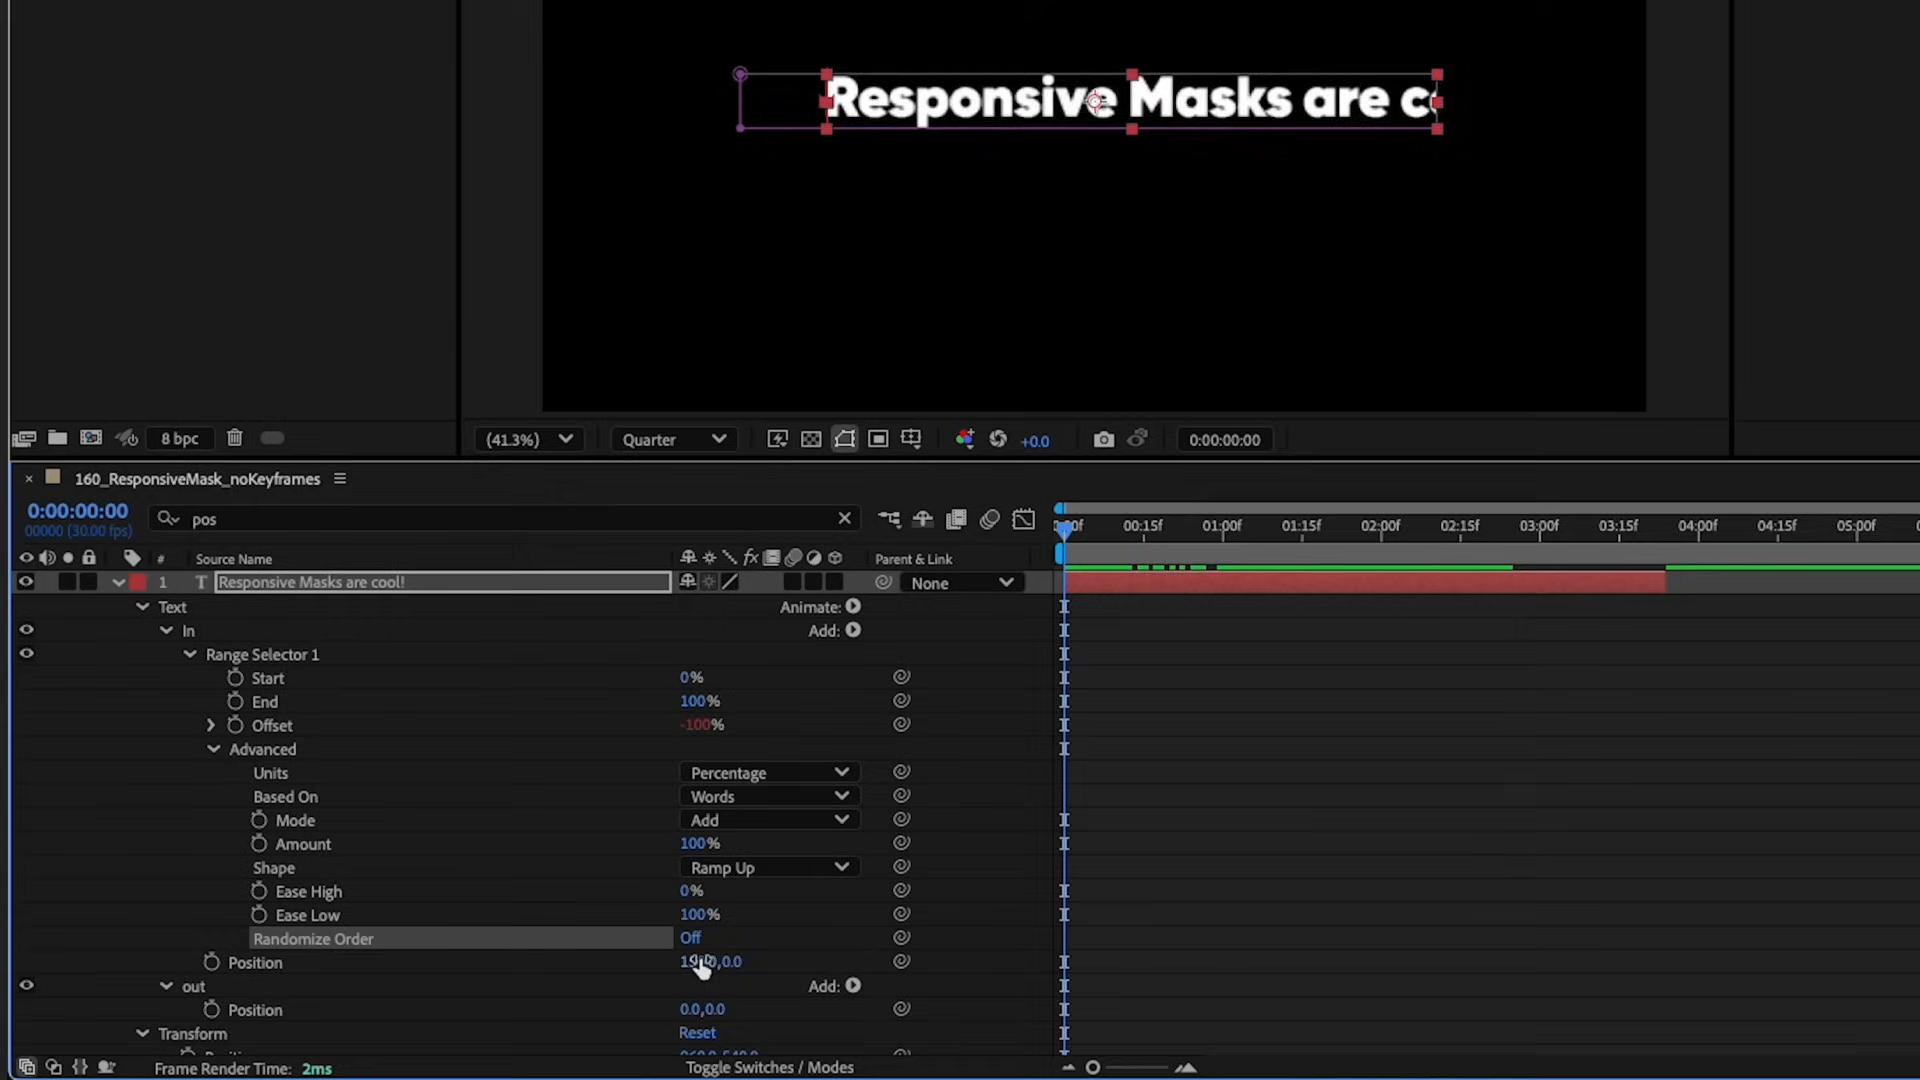 Responsive Masks are c
8 bpc
(41.3%)
Quarter
+0.0
0:00:00:00
× 160_ResponsiveMask_noKeyframes
0:00:00:00
00000 (30.00 fps)
pos
00:15f 01:00f 01:15f 02:00f 02:15f 03:00f 03:15f 04:00f 04:15f 05:00f
# Source Name fx Parent & Link
1 T Responsive Masks are cool! None
Text Animate:
In Add:
Range Selector 1
Start 0%
End 100%
Offset -100%
Advanced
Units Percentage
Based On Words
Mode Add
Amount 100%
Shape Ramp Up
Ease High 0%
Ease Low 100%
Randomize Order Off
Position
out Add:
Position 0.0,0.0
Transform Reset
Frame Render Time: 2ms Toggle Switches / Modes